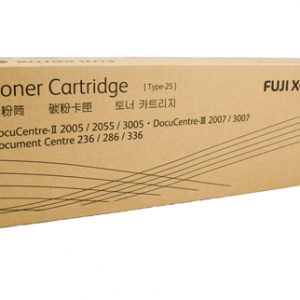 Toner Cartridge [Type-25] FUJI XE
粉筒 碳粉卡匣 토너 카트리지
DocuCentre-II 2005 / 2055 / 3005 · DocuCentre-III 2007 / 3007
Document Centre 236 / 286 / 336